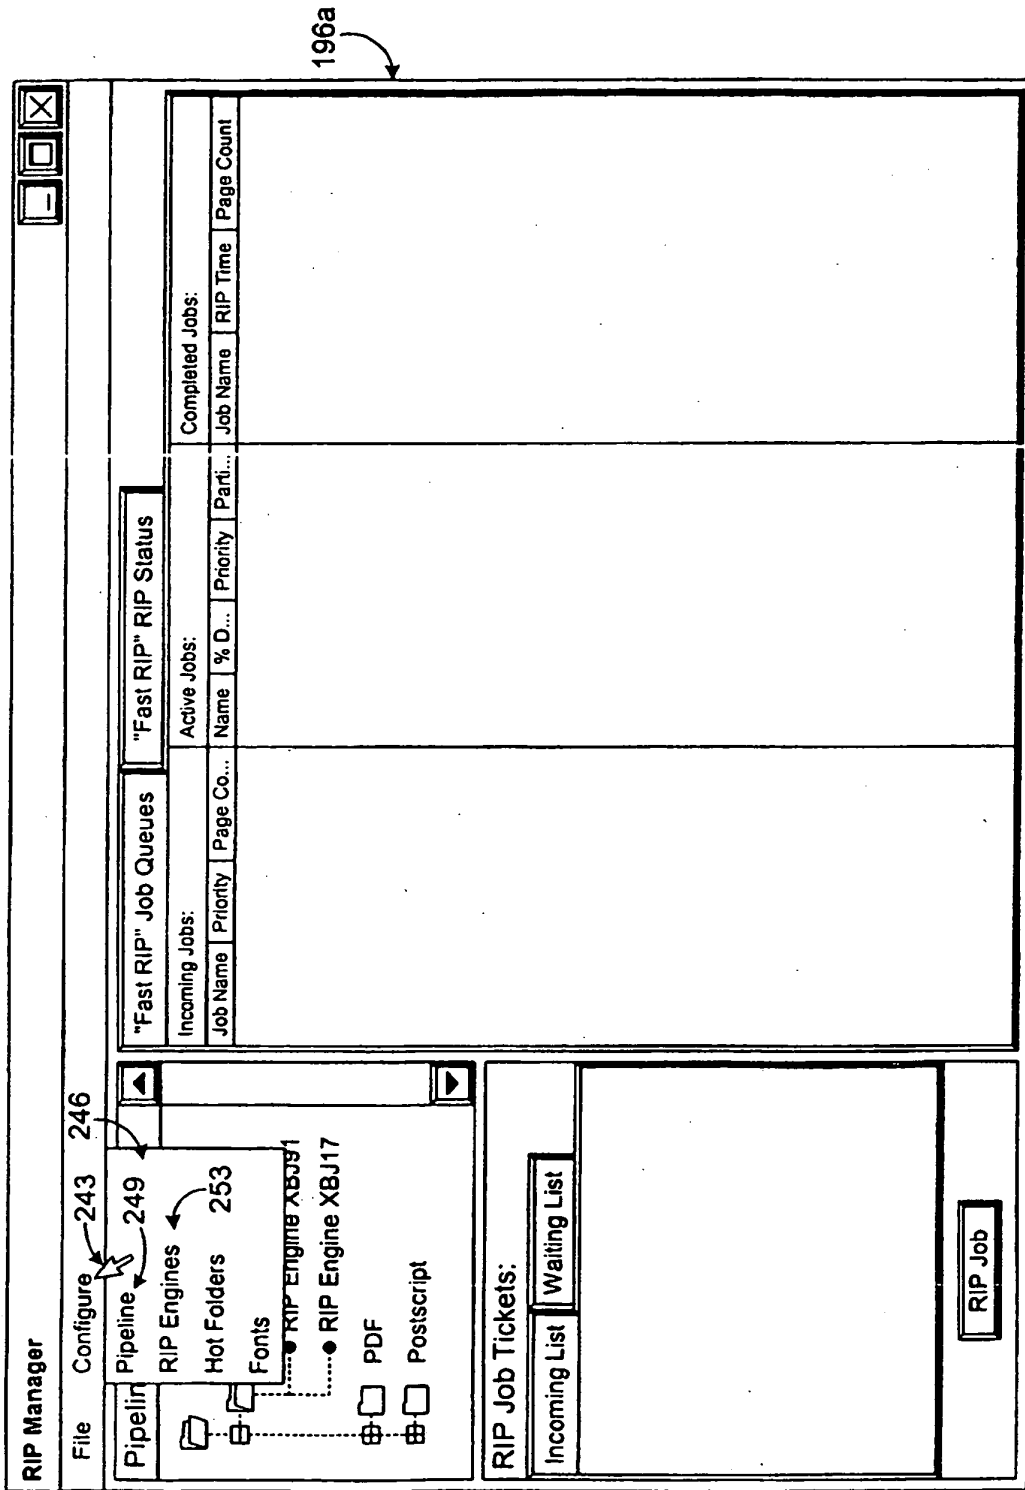 RIP Manager
File Configure 243
246
Pipelin
Pipeline 249
RIP Engines 253
Hot Folders
Fonts
RIP Engine XBJ91
RIP Engine XBJ17
PDF
Postscript
RIP Job Tickets:
Incoming List Waiting List
RIP Job
"Fast RIP" Job Queues "Fast RIP" RIP Status
Incoming Jobs: Active Jobs: Completed Jobs:
Job Name Priority Page Co... Name % D... Priority Parti... Job Name RIP Time Page Count
196a